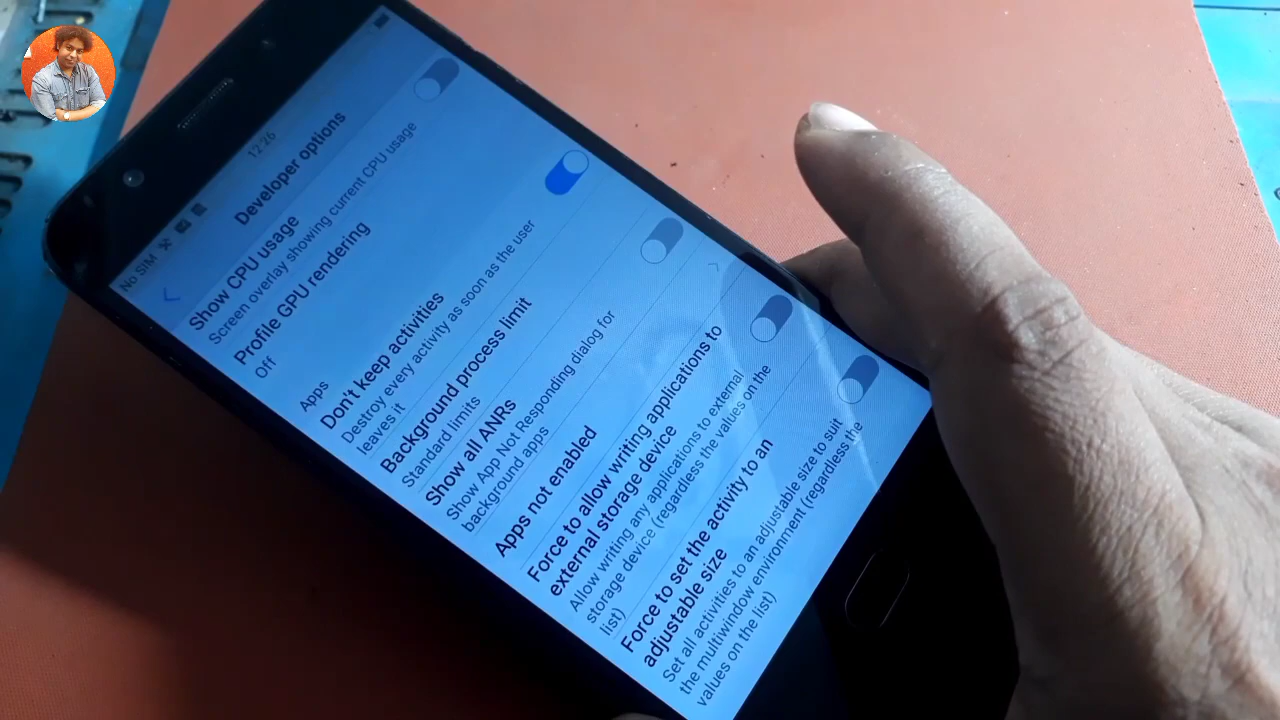 No SIM
12:26
Developer options
Show CPU usage
Screen overlay showing current CPU usage
Profile GPU rendering
Off
Apps
Don't keep activities
Destroy every activity as soon as the user
leaves it
Background process limit
Standard limits
Show all ANRs
Show App Not Responding dialog for
background apps
Apps not enabled
Force to allow writing applications to
external storage device
Allow writing any applications to external
storage device (regardless the values on the
list)
Force to set the activity to an
adjustable size
Set all activities to an adjustable size to suit
the multiwindow environment (regardless the
values on the list)